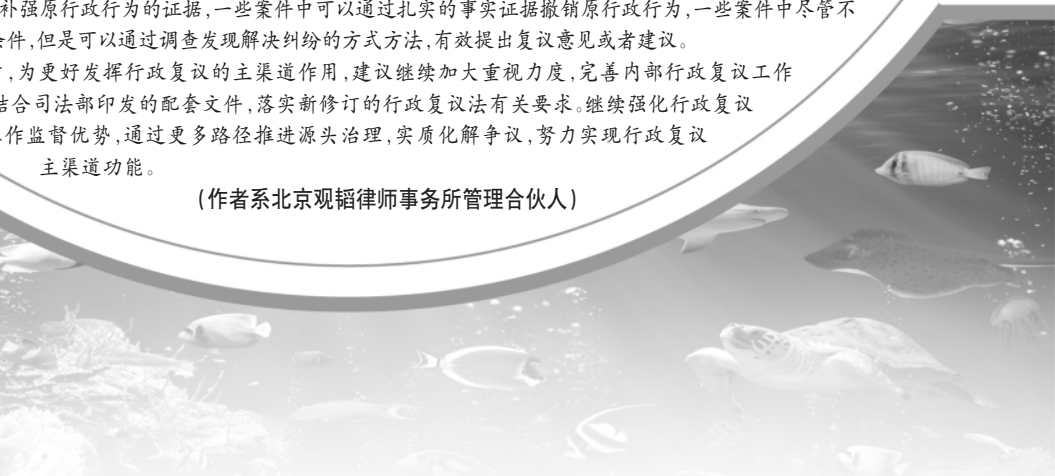 补强原行政行为的证据,一些案件中可以通过扎实的事实证据撤销原行政行为,一些案件中尽管不
件,但是可以通过调查发现解决纠纷的方式方法,有效提出复议意见或者建议。
,为更好发挥行政复议的主渠道作用,建议继续加大重视力度,完善内部行政复议工作
结合司法部印发的配套文件,落实新修订的行政复议法有关要求。继续强化行政复议
作监督优势,通过更多路径推进源头治理,实质化解争议,努力实现行政复议
主渠道功能。
(作者系北京观韬律师事务所管理合伙人)